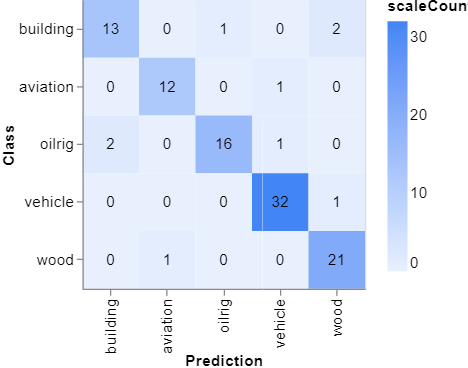 scaleCoun
building 13 0 1 0 2
30
aviation 0 12 0 1 0
20
oilrig 2 0 16 1 0
10
vehicle 0 0 0 32 1
wood 0 1 0 0 21
0
Class
building aviation oilrig vehicle wood
Prediction